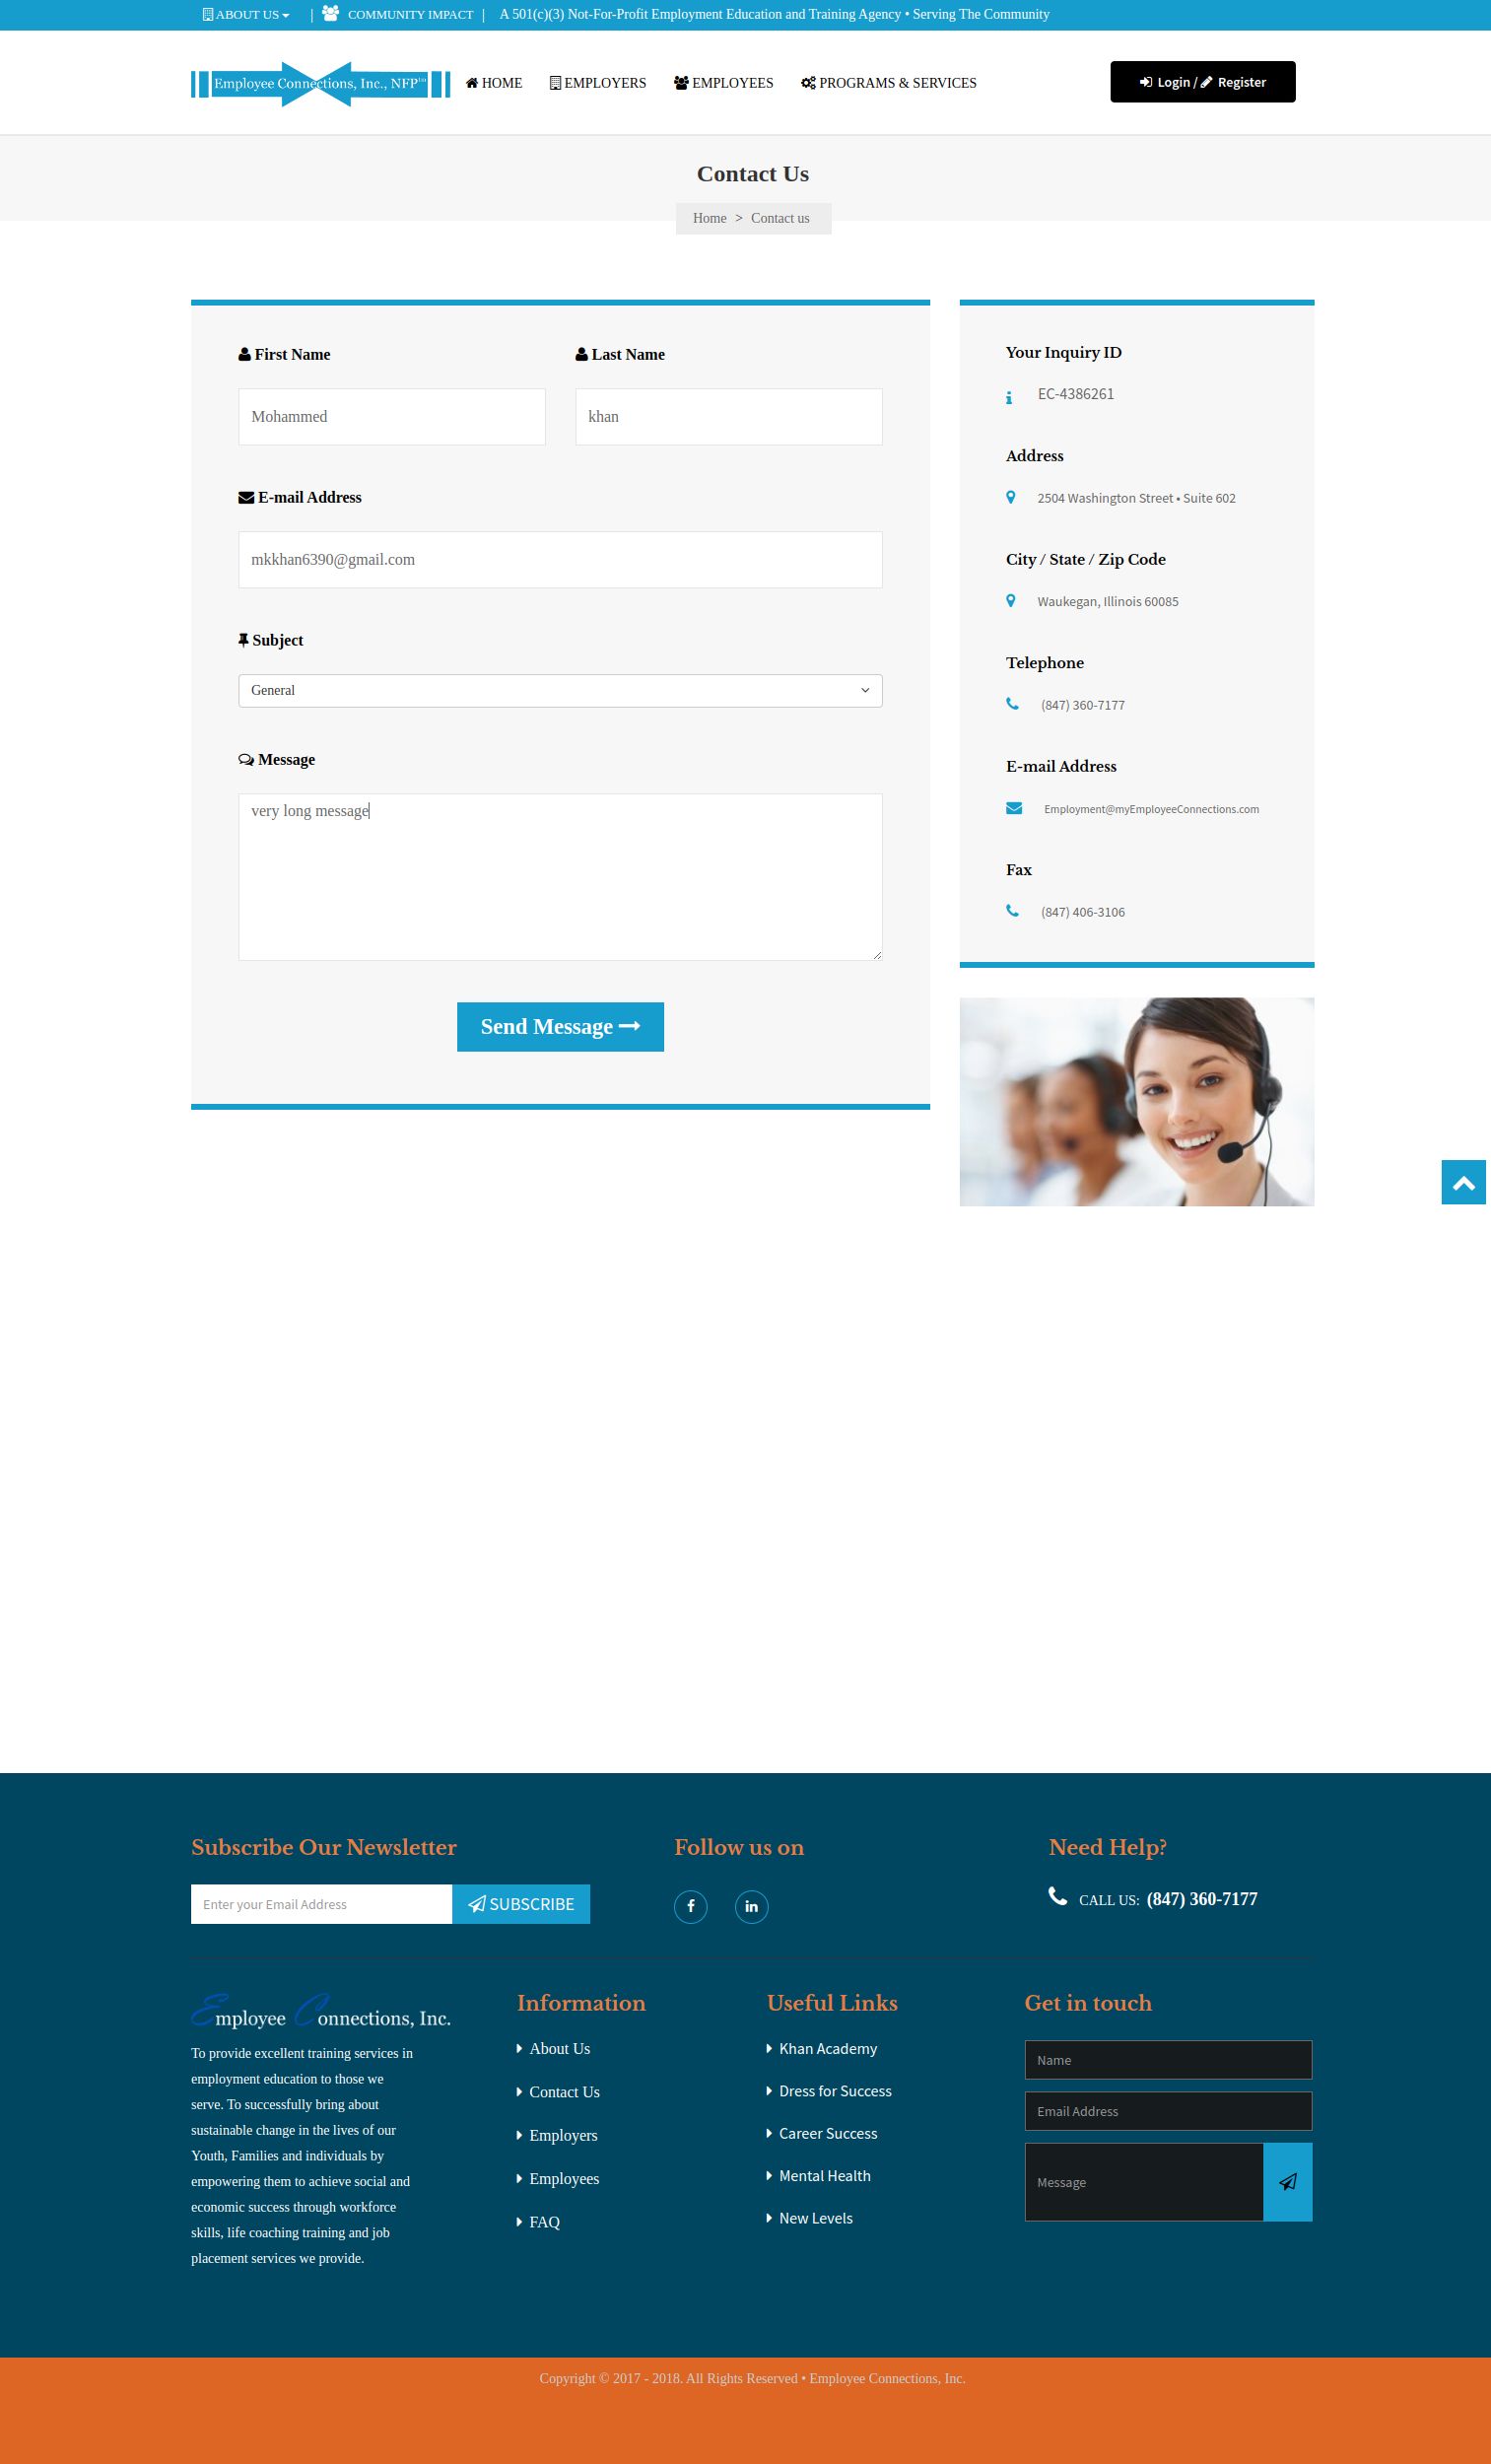 ABOUT US | COMMUNITY IMPACT | A 501(c)(3) Not-For-Profit Employment Education and Training Agency • Serving The Community
Employee Connections, Inc., NFP™ HOME EMPLOYERS EMPLOYEES PROGRAMS & SERVICES Login / Register
Contact Us
Home > Contact us
First Name Last Name
Mohammed khan
E-mail Address
mkkhan6390@gmail.com
Subject
General
Message
very long message
Send Message
Your Inquiry ID
EC-4386261
Address
2504 Washington Street • Suite 602
City / State / Zip Code
Waukegan, Illinois 60085
Telephone
(847) 360-7177
E-mail Address
Employment@myEmployeeConnections.com
Fax
(847) 406-3106
Subscribe Our Newsletter
Enter your Email Address SUBSCRIBE
Follow us on
Need Help?
CALL US: (847) 360-7177
Employee Connections, Inc.
To provide excellent training services in
employment education to those we
serve. To successfully bring about
sustainable change in the lives of our
Youth, Families and individuals by
empowering them to achieve social and
economic success through workforce
skills, life coaching training and job
placement services we provide.
Information
About Us
Contact Us
Employers
Employees
FAQ
Useful Links
Khan Academy
Dress for Success
Career Success
Mental Health
New Levels
Get in touch
Name
Email Address
Message
Copyright © 2017 - 2018. All Rights Reserved • Employee Connections, Inc.